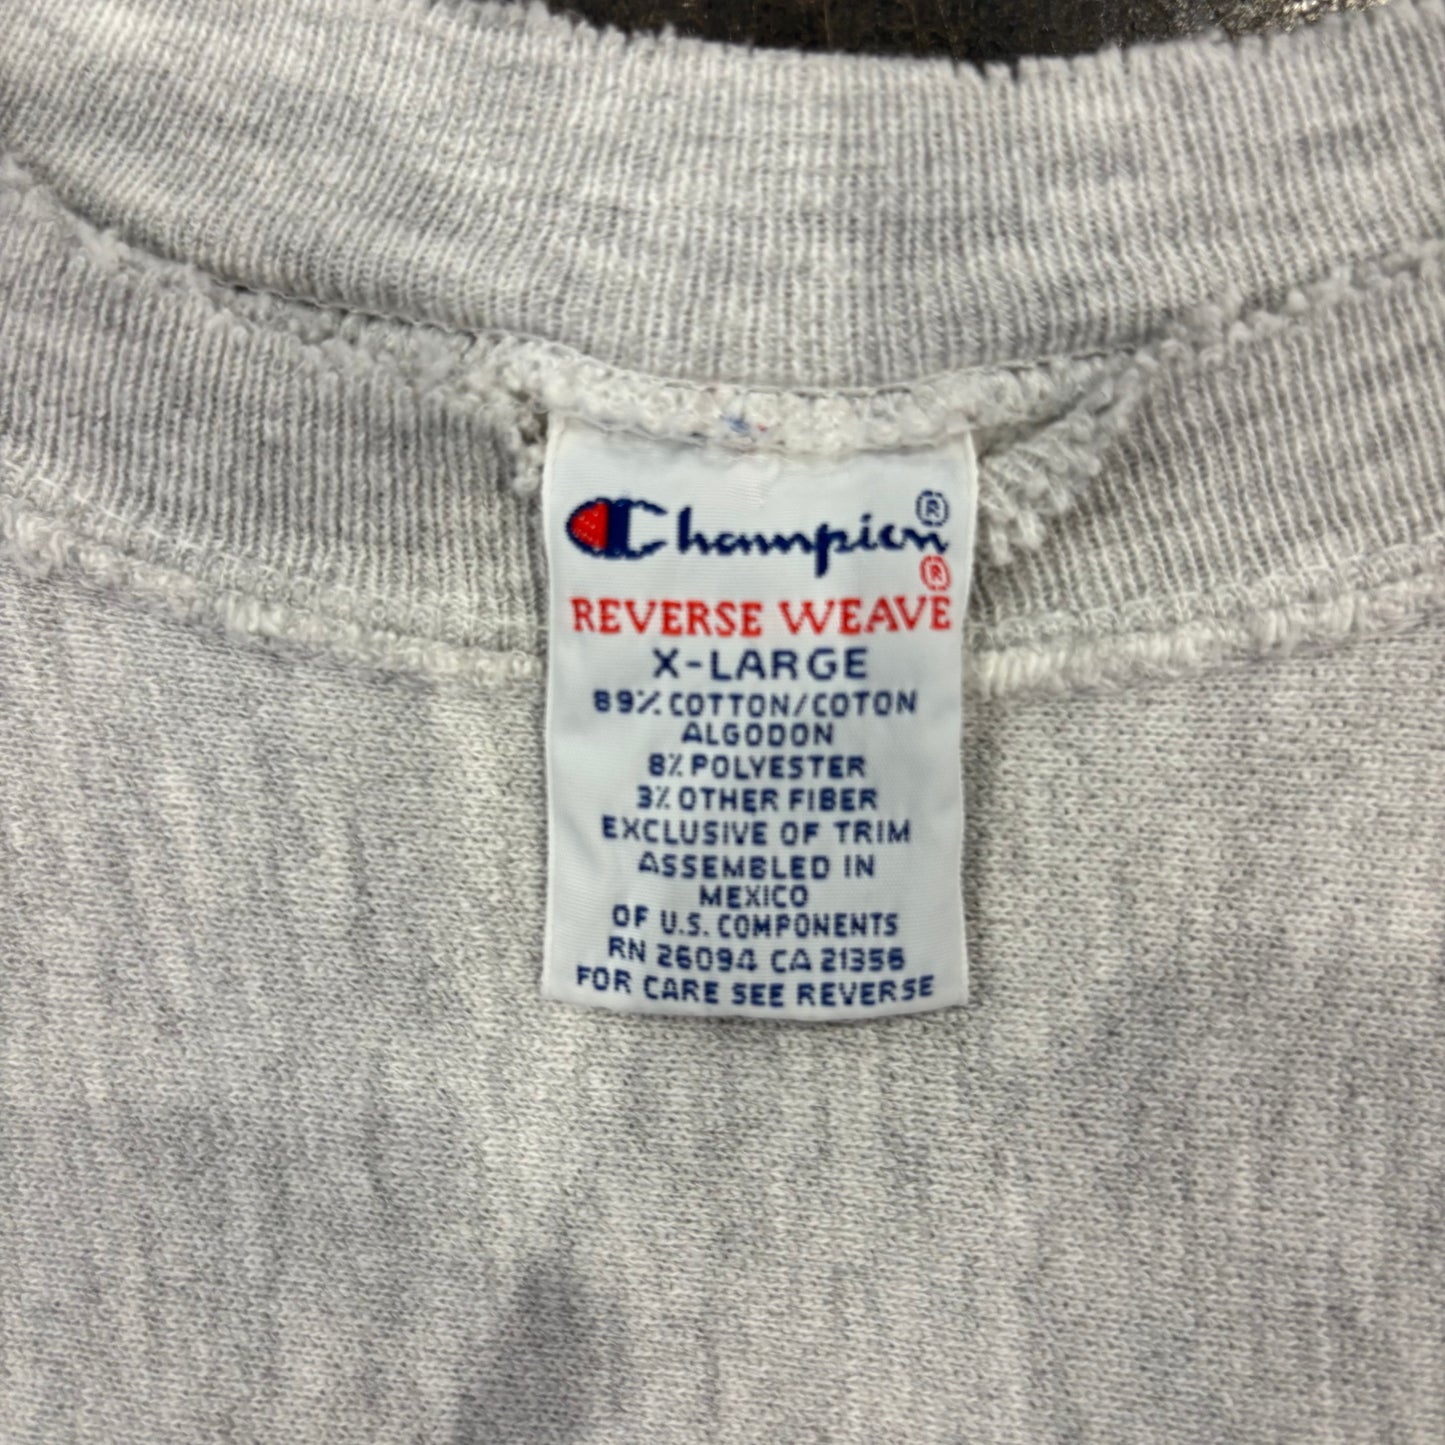 Champion®
®
REVERSE WEAVE
X-LARGE
89% COTTON/COTON
ALGODON
8% POLYESTER
3% OTHER FIBER
EXCLUSIVE OF TRIM
ASSEMBLED IN
MEXICO
OF U.S. COMPONENTS
RN 26094 CA 21356
FOR CARE SEE REVERSE